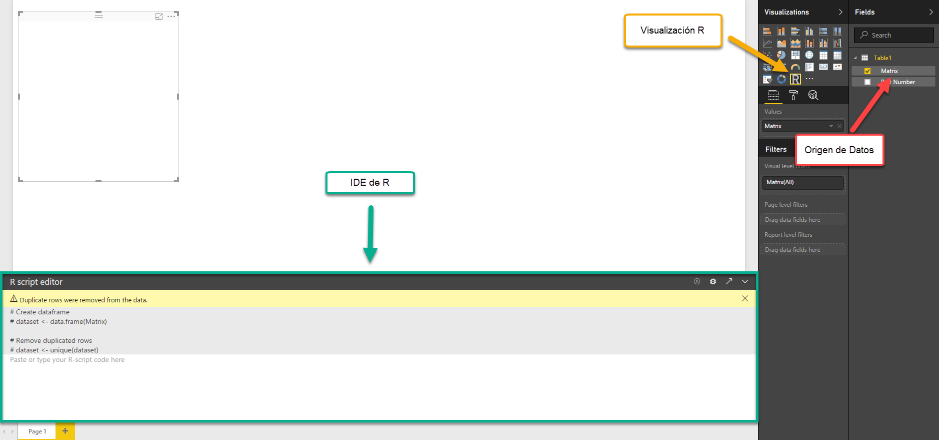 Visualizations
Fields
Visualización R
Search
Table1
Matrix
Number
Values
Matrix
Filters
Origen de Datos
Visual level
Matrix(All)
Page level filters
Drag data fields here
Report level filters
Drag data fields here
IDE de R
R script editor
Duplicate rows were removed from the data.
# Create dataframe
# dataset <- data.frame(Matrix)
# Remove duplicated rows
# dataset <- unique(dataset)
Paste or type your R-script code here
Page 1